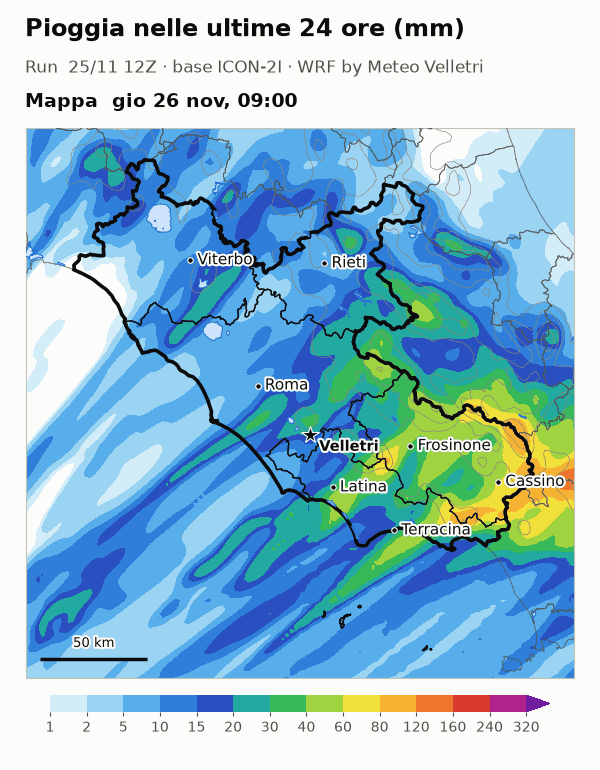 Pioggia nelle ultime 24 ore (mm)
Run  25/11 12Z · base ICON-2I · WRF by Meteo Velletri
Mappa  gio 26 nov, 09:00
Viterbo
Rieti
Roma
Velletri
Frosinone
Latina
Cassino
Terracina
50 km
1 2 5 10 15 20 30 40 60 80 120 160 240 320